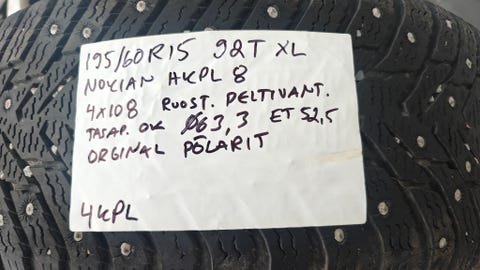 195/60R15 92T XL
NOKIAN HKPL 8
4X108 RUOST. PELTIVANT.
TASAP. OK Ø63,3 ET 52,5
ORGINAL PÖLARIT
4KPL